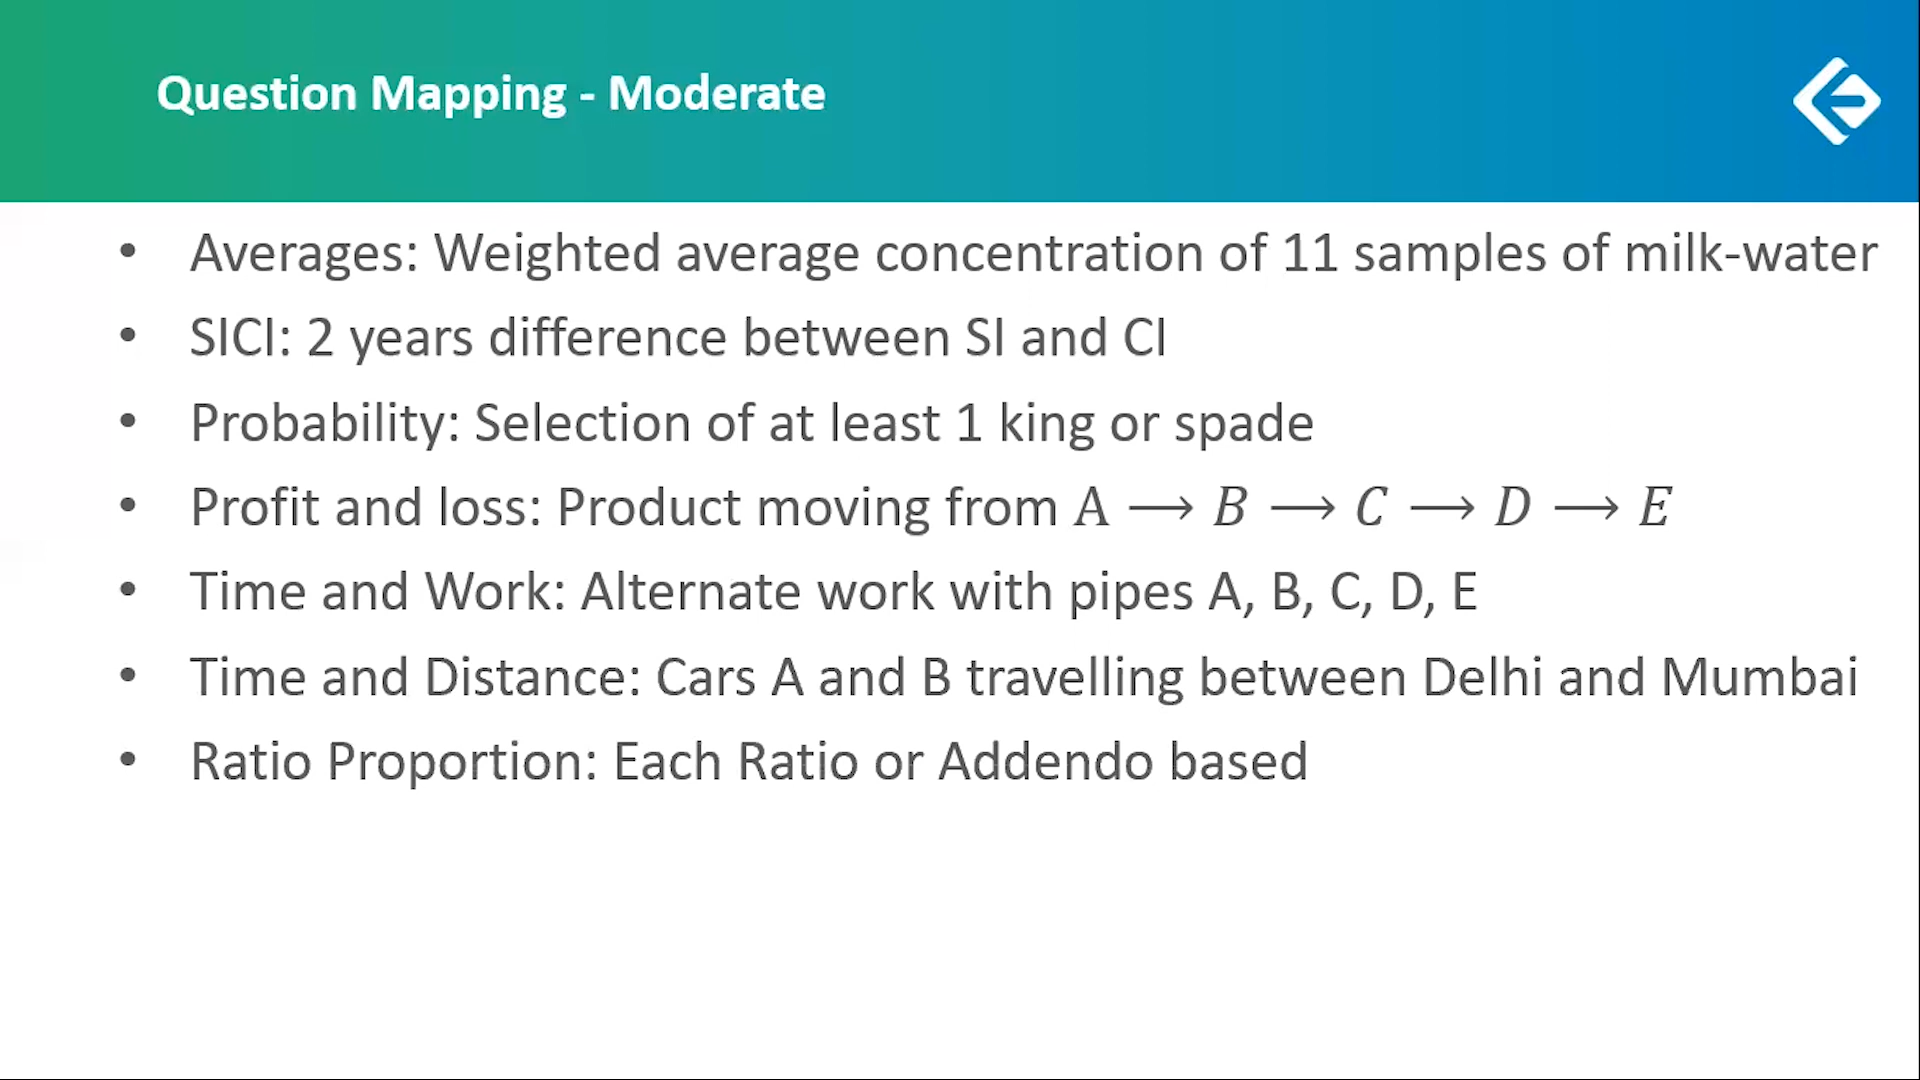 Question Mapping - Moderate
• Averages: Weighted average concentration of 11 samples of milk-water
• SICI: 2 years difference between SI and CI
• Probability: Selection of at least 1 king or spade
• Profit and loss: Product moving from A ⟶ B ⟶ C ⟶ D ⟶ E
• Time and Work: Alternate work with pipes A, B, C, D, E
• Time and Distance: Cars A and B travelling between Delhi and Mumbai
• Ratio Proportion: Each Ratio or Addendo based